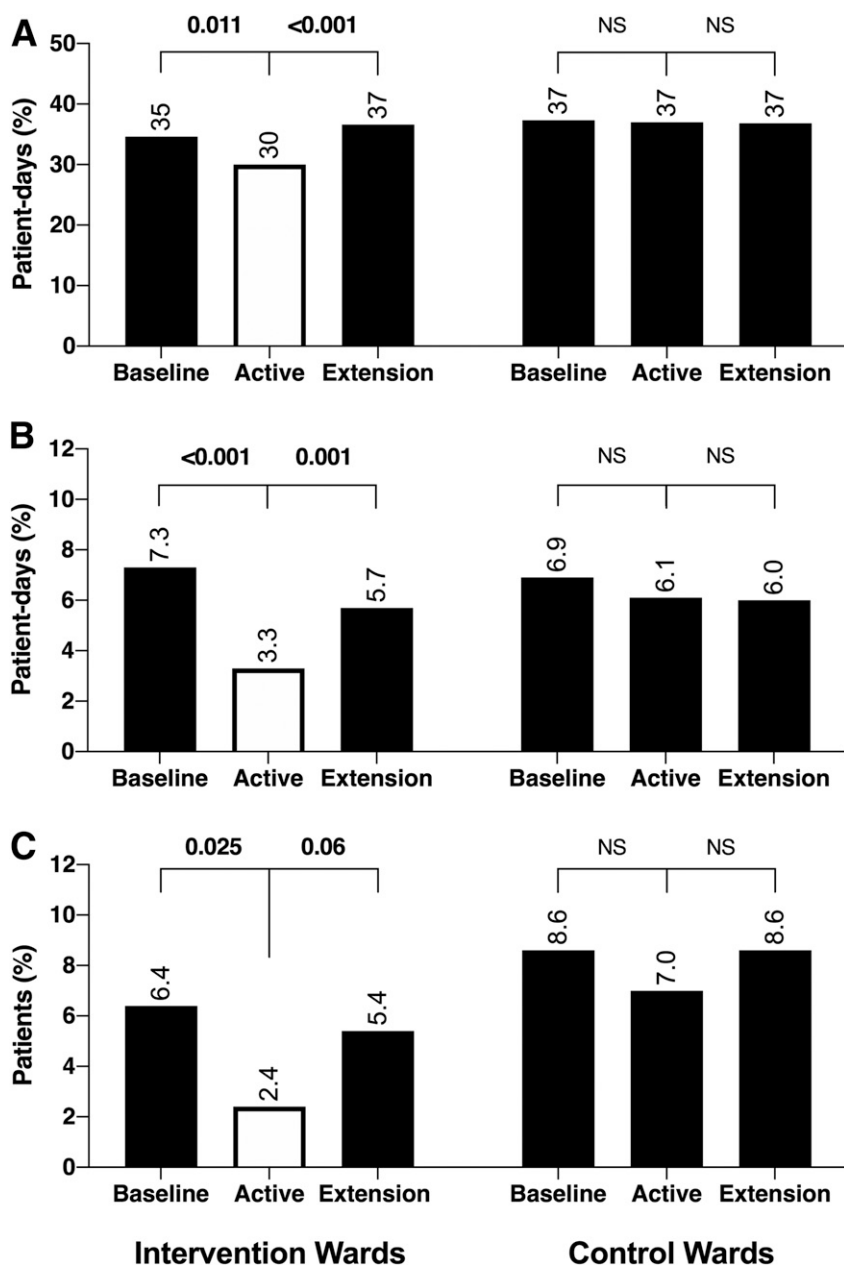 A
0.011 <0.001 NS NS
Patient-days (%)
50
40
30
20
10
0
35 30 37 37 37 37
Baseline Active Extension Baseline Active Extension
B
<0.001 0.001 NS NS
Patient-days (%)
12
10
8
6
4
2
0
7.3 3.3 5.7 6.9 6.1 6.0
Baseline Active Extension Baseline Active Extension
C
0.025 0.06 NS NS
Patients (%)
12
10
8
6
4
2
0
6.4 2.4 5.4 8.6 7.0 8.6
Baseline Active Extension Baseline Active Extension
Intervention Wards Control Wards